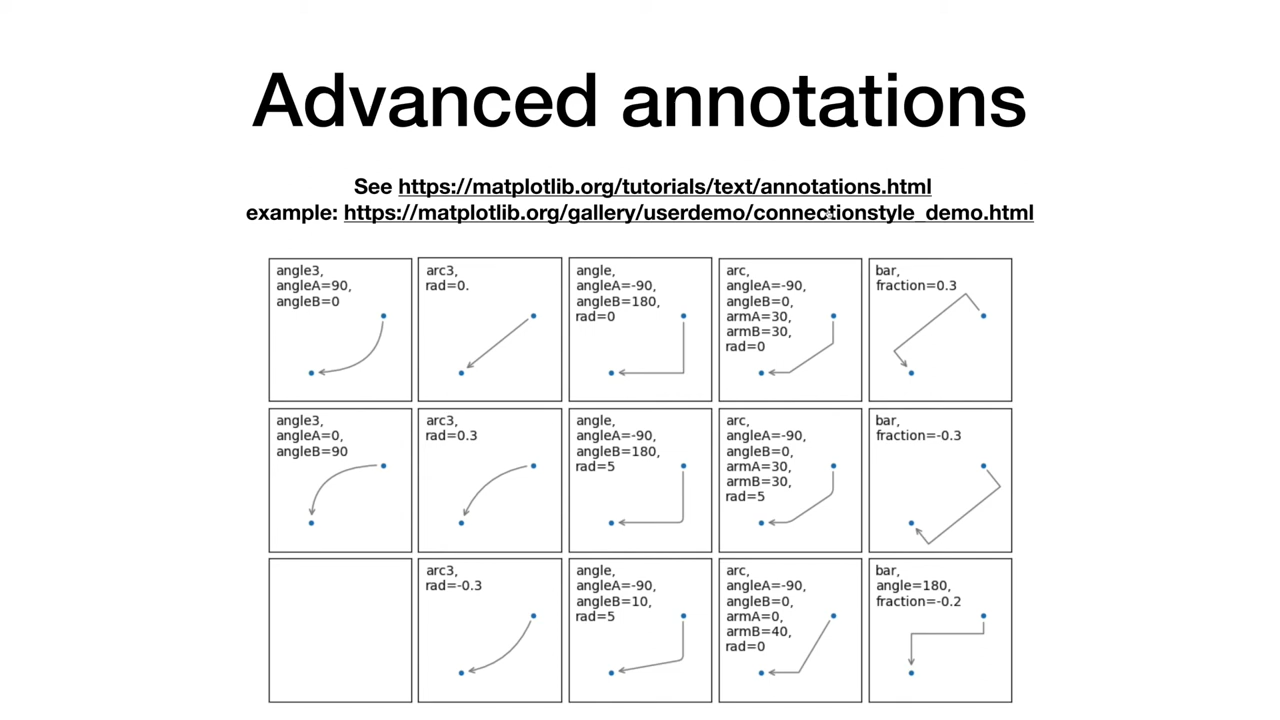 Advanced annotations
See https://matplotlib.org/tutorials/text/annotations.html
example: https://matplotlib.org/gallery/userdemo/connectionstyle_demo.html
angle3,
angleA=90,
angleB=0
arc3,
rad=0.
angle,
angleA=-90,
angleB=180,
rad=0
arc,
angleA=-90,
angleB=0,
armA=30,
armB=30,
rad=0
bar,
fraction=0.3
angle3,
angleA=0,
angleB=90
arc3,
rad=0.3
angle,
angleA=-90,
angleB=180,
rad=5
arc,
angleA=-90,
angleB=0,
armA=30,
armB=30,
rad=5
bar,
fraction=-0.3
arc3,
rad=-0.3
angle,
angleA=-90,
angleB=10,
rad=5
arc,
angleA=-90,
angleB=0,
armA=0,
armB=40,
rad=0
bar,
angle=180,
fraction=-0.2